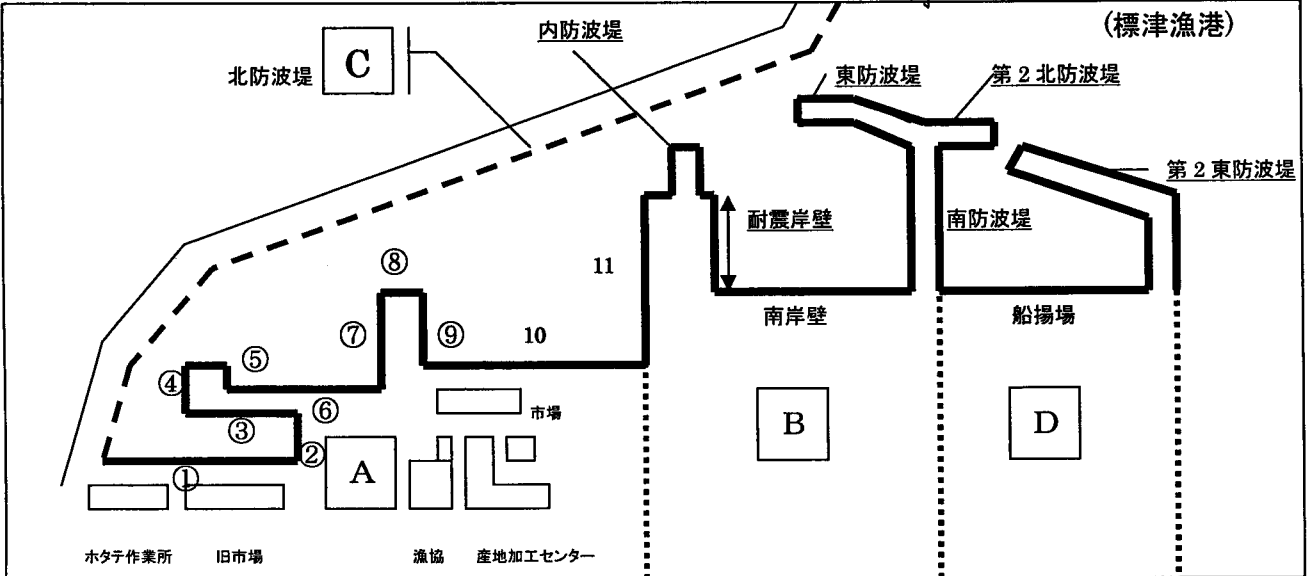 (標津漁港)
内防波堤
C
北防波堤
東防波堤
第2北防波堤
第2東防波堤
耐震岸壁
南防波堤
⑧
11
南岸壁
船揚場
⑦
⑨
10
⑤
④
⑥
市場
③
②
A
B
D
①
ホタテ作業所
旧市場
漁協
産地加工センター